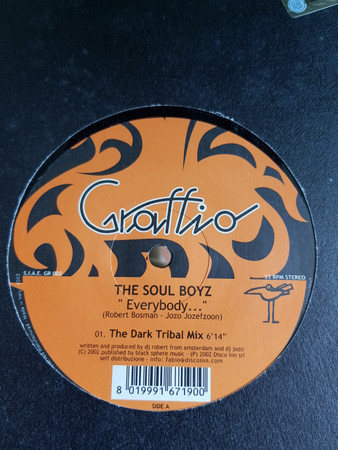 Graffio
S.I.A.E. GR 002
RPM STEREO
THE SOUL BOYZ
" Everybody..."
(Robert Bosman - Jozo Jozefzoon)
01. The Dark Tribal Mix 6'14"
written and produced by dj robert from amsterdam and dj jozo
(C) 2002 published by black sphere music - (P) 2002 Disco Inn srl
self distribuzione - info: fabio@discoinn.com
8 019991 671900
SIDE A